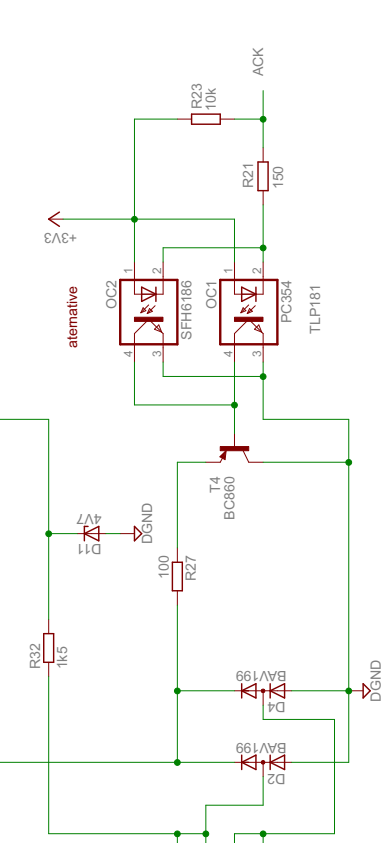 ACK
R23
10k
R21
150
+3V3
1
2
1
2
OC2
SFH6186
OC1
PC354
TLP181
aternative
4
3
4
3
T4
BC860
4V7
D11
DGND
100
R27
R32
1k5
BAV199
D4
DGND
BAV199
D2